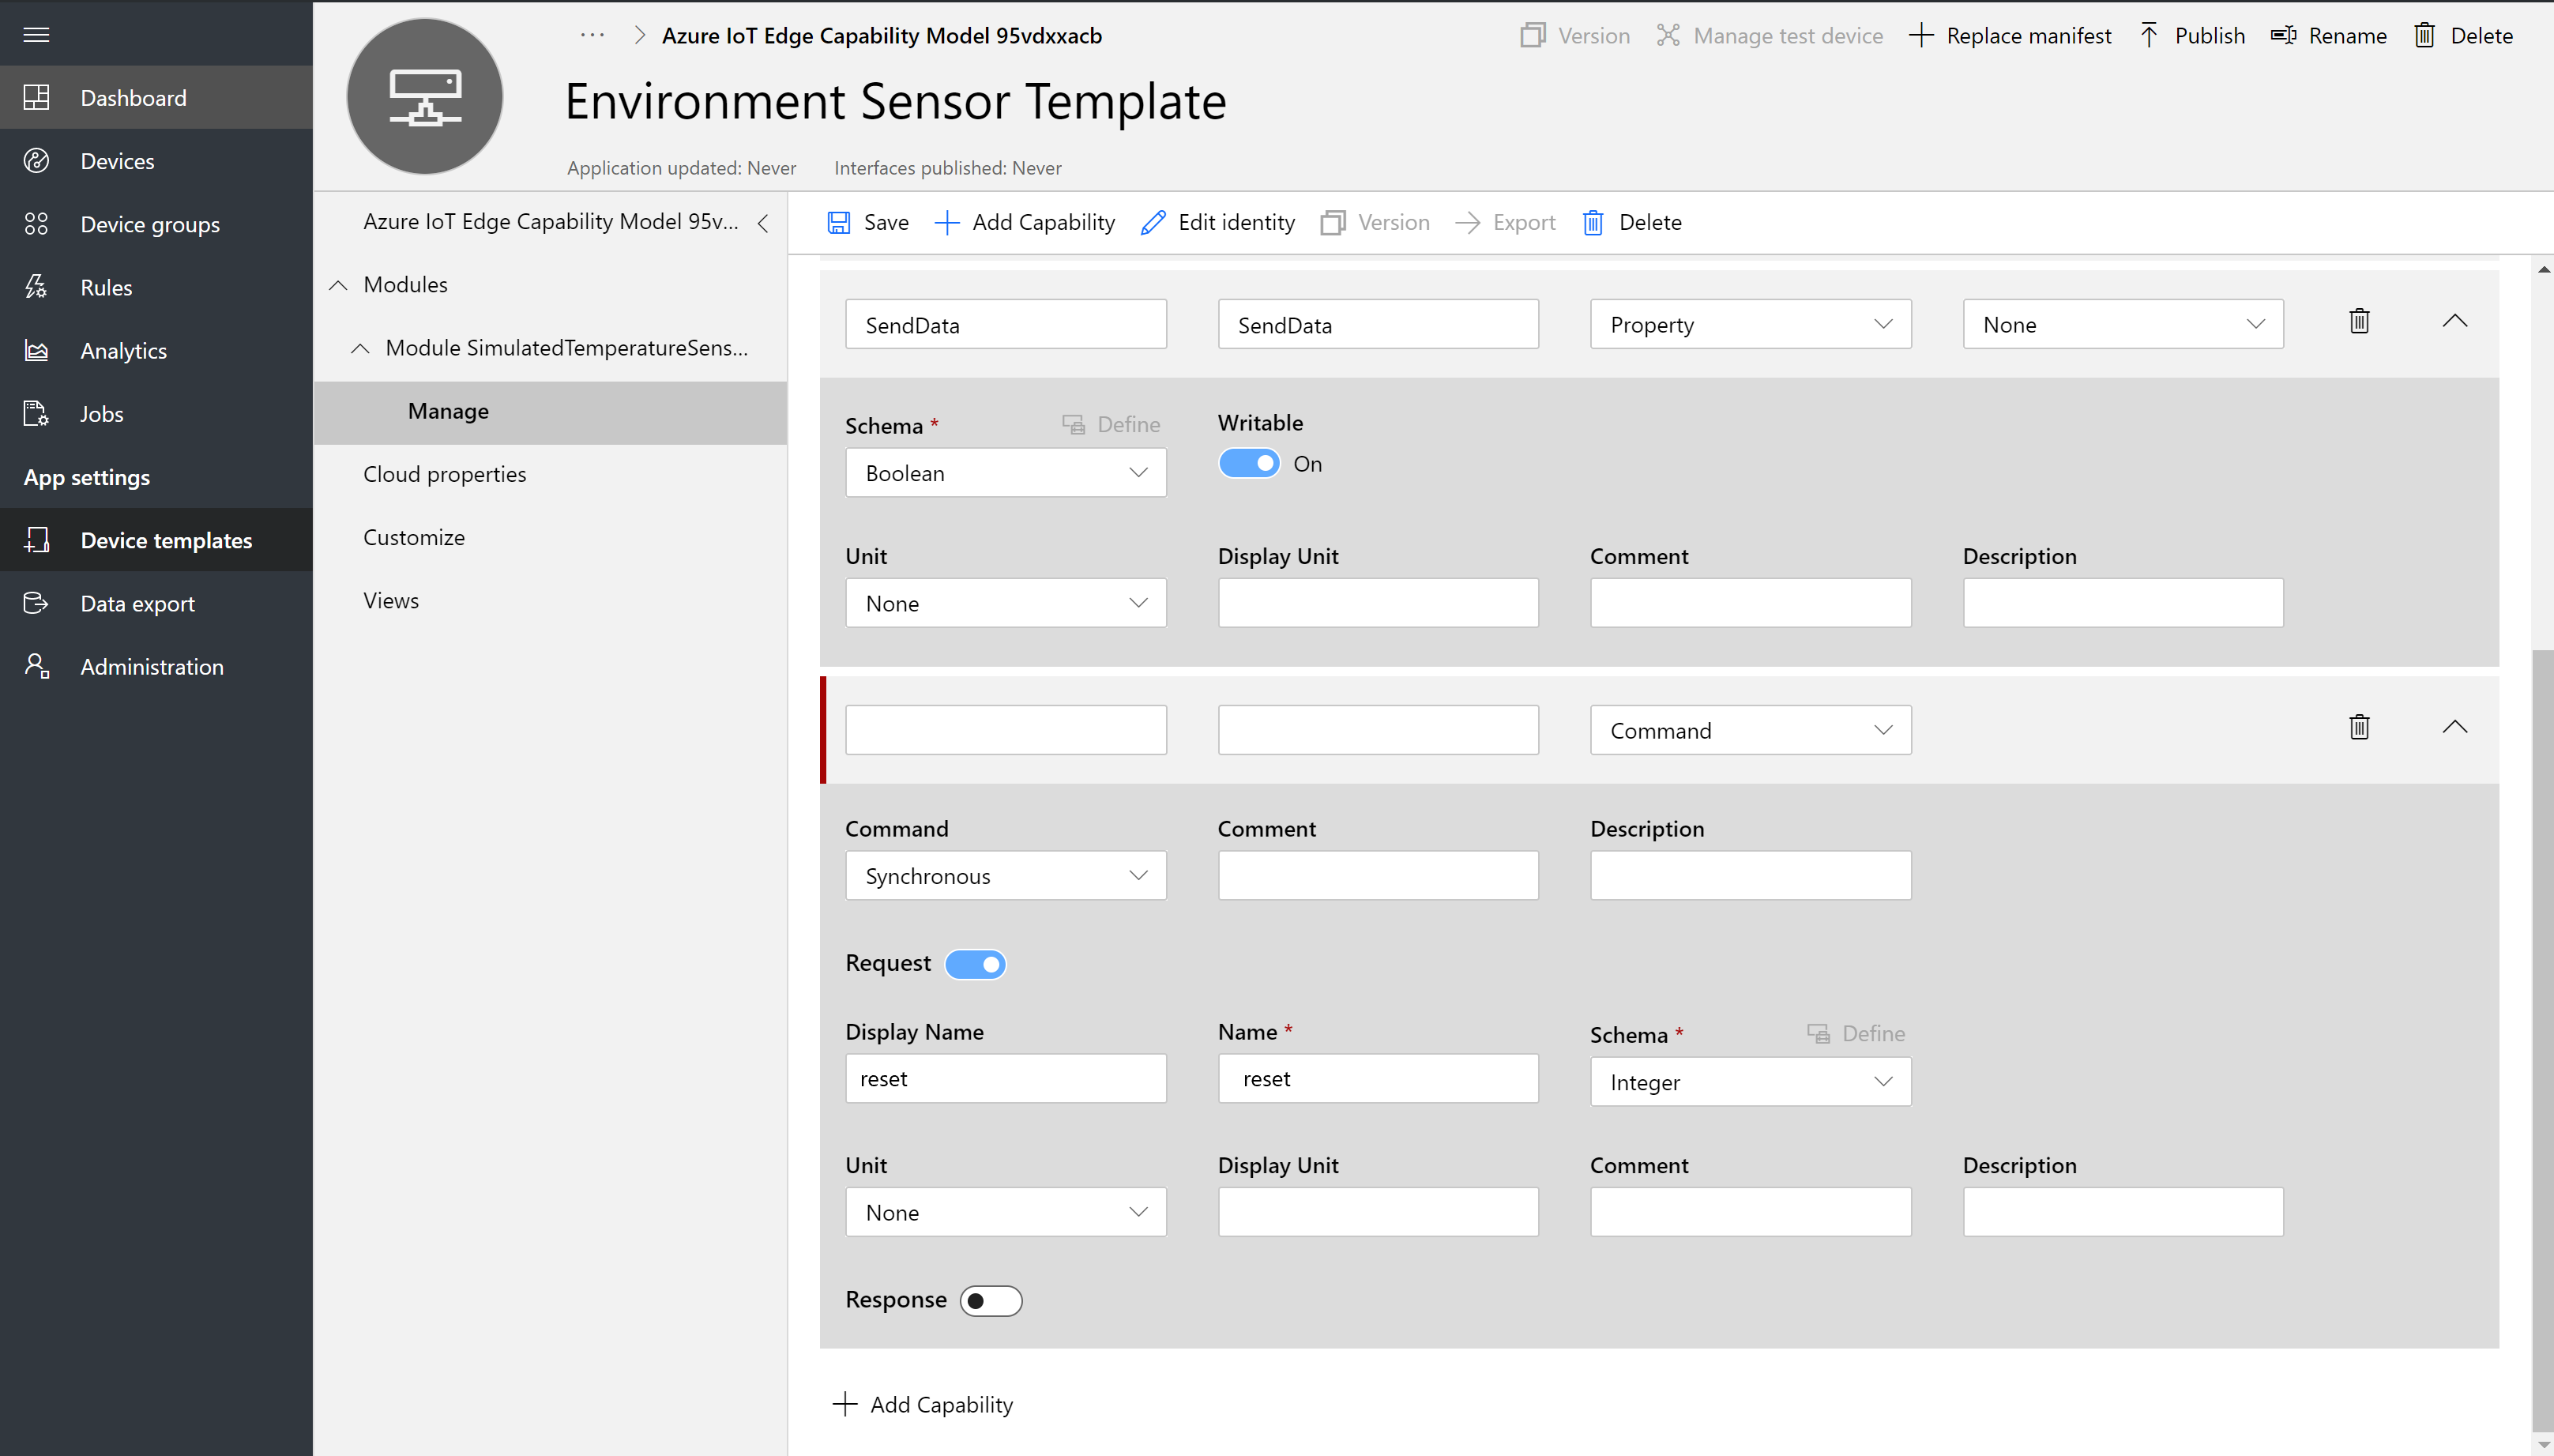 Dashboard
Devices
Device groups
Rules
Analytics
Jobs
App settings
Device templates
Data export
Administration
··· > Azure IoT Edge Capability Model 95vdxxacb
Version Manage test device Replace manifest Publish Rename Delete
Environment Sensor Template
Application updated: Never Interfaces published: Never
Azure IoT Edge Capability Model 95v...
Modules
Module SimulatedTemperatureSens...
Manage
Cloud properties
Customize
Views
Save Add Capability Edit identity Version Export Delete
SendData SendData Property None
Schema * Define Writable
Boolean On
Unit Display Unit Comment Description
None
Command
Command Comment Description
Synchronous
Request
Display Name Name * Schema * Define
reset reset Integer
Unit Display Unit Comment Description
None
Response
Add Capability